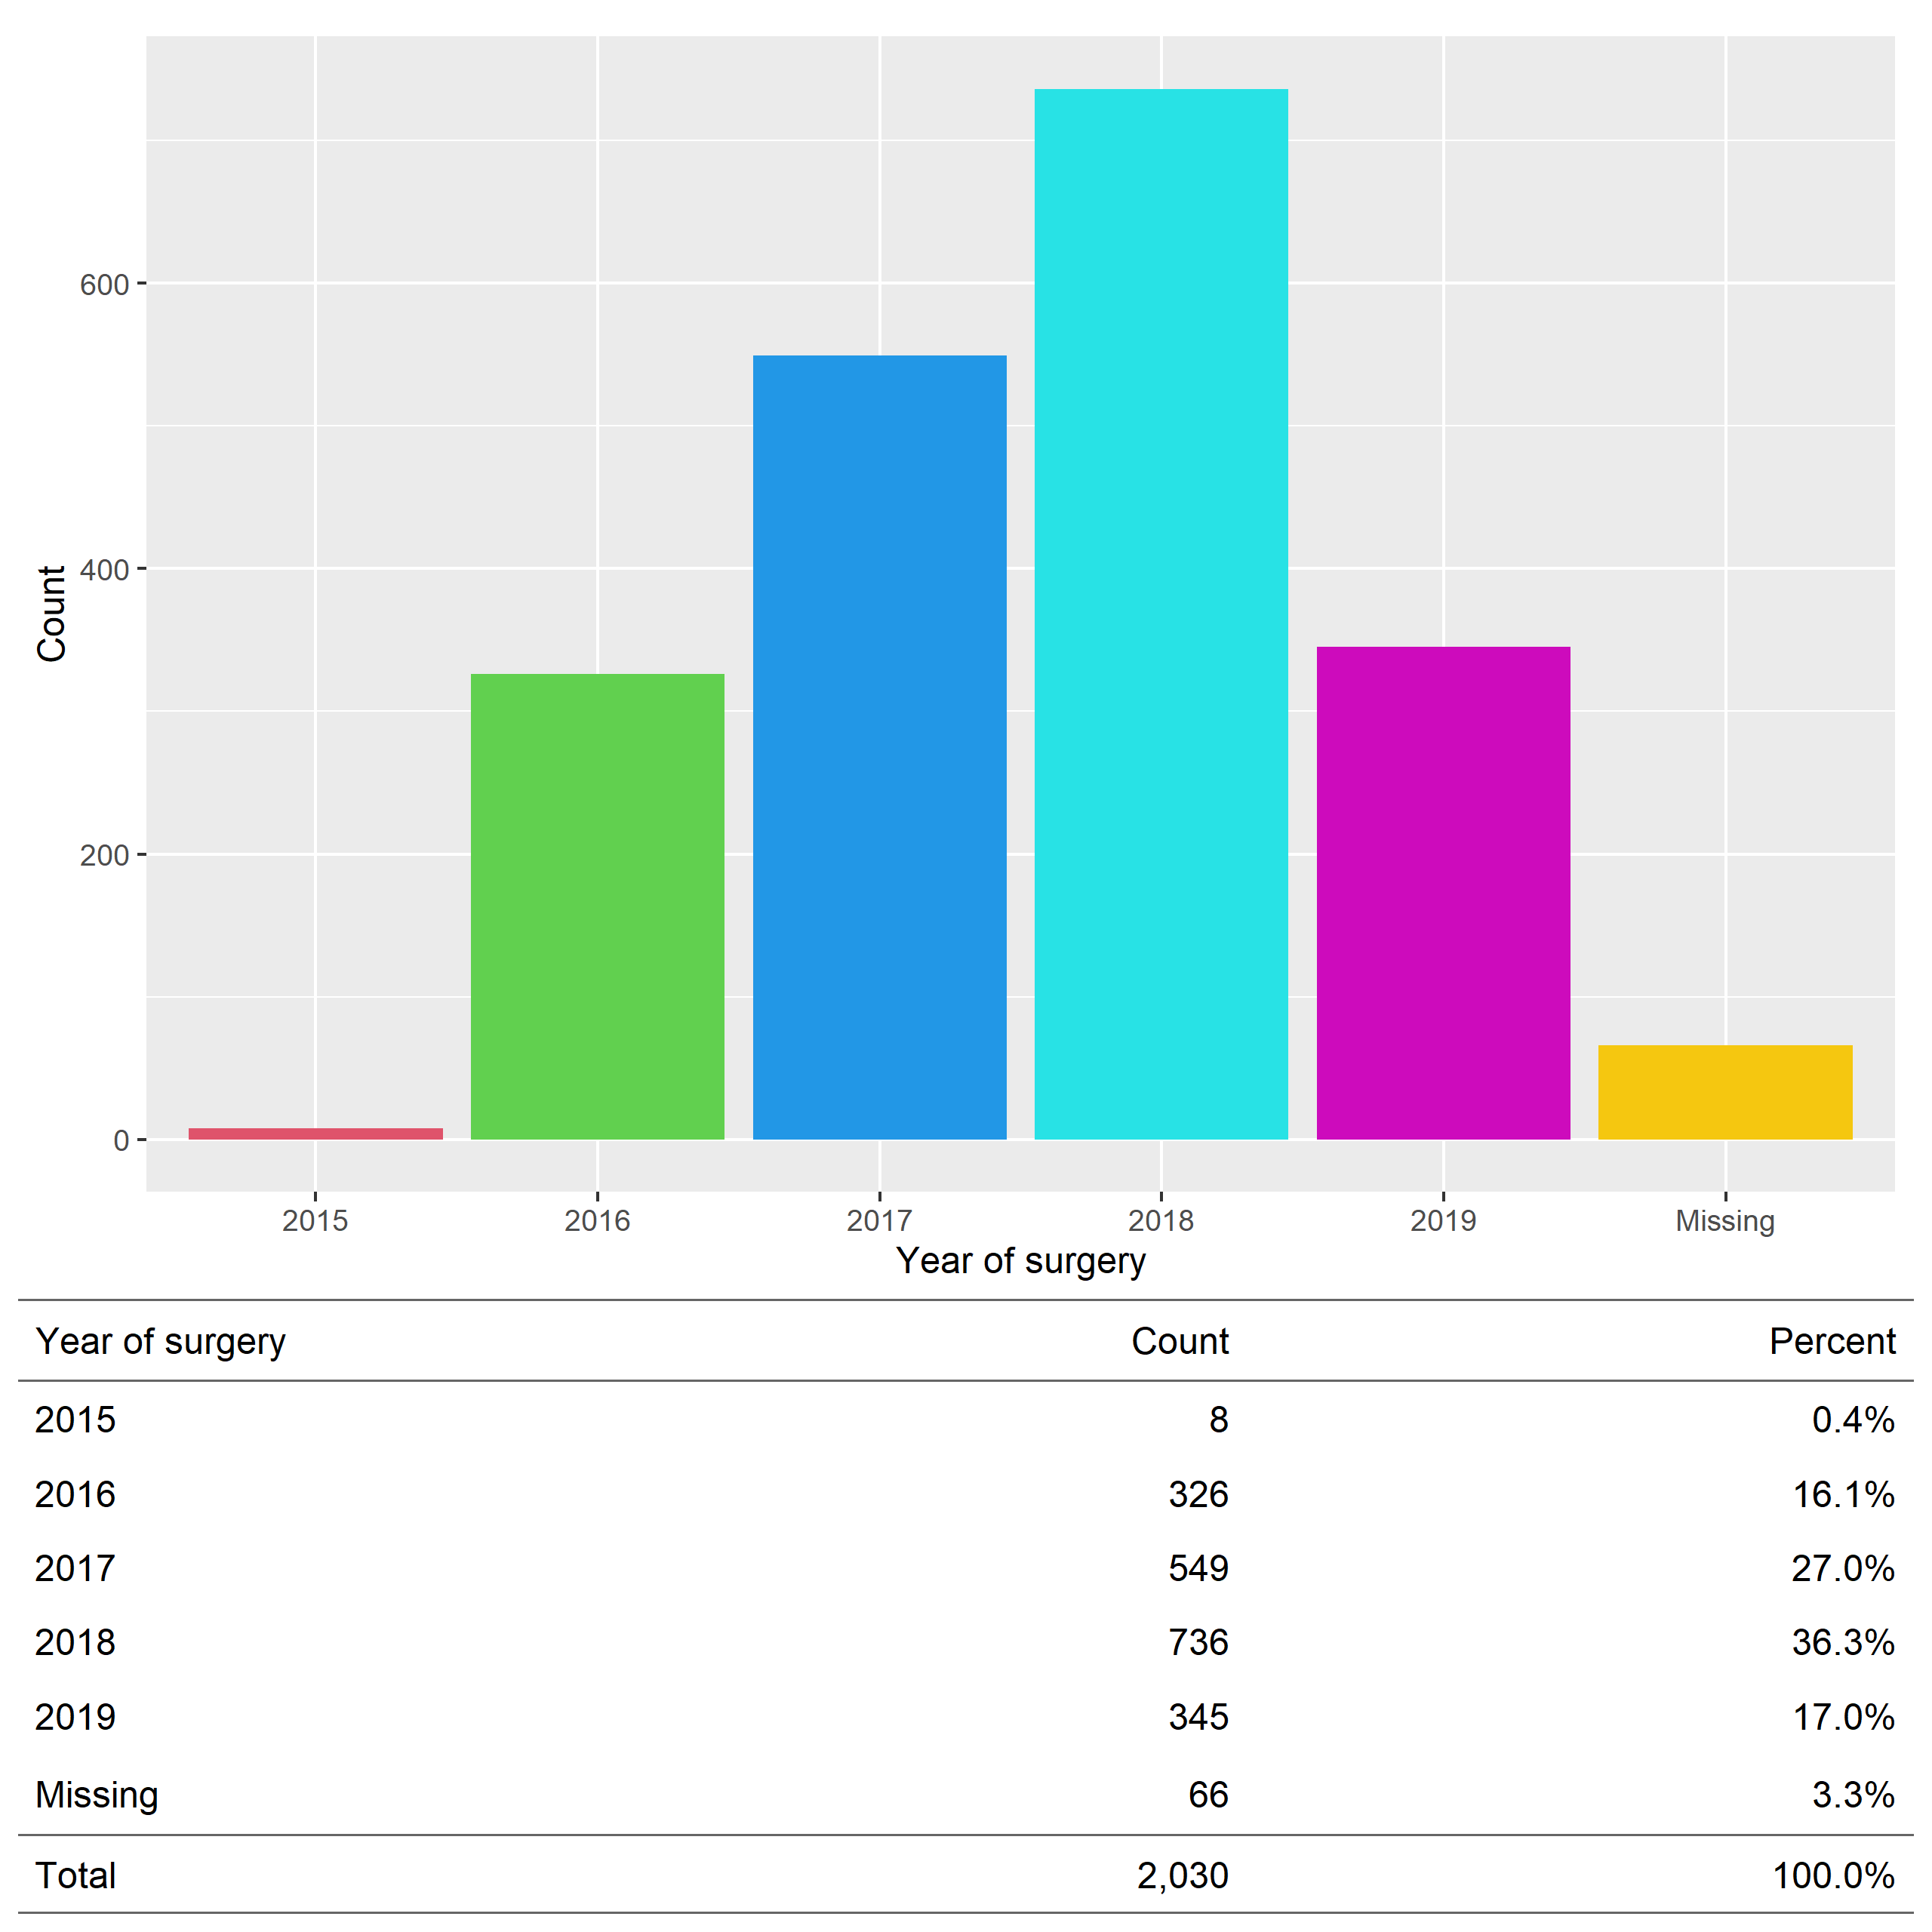 600
400
200
0
Count
2015 2016 2017 2018 2019 Missing
Year of surgery
Year of surgery Count Percent
2015 8 0.4%
2016 326 16.1%
2017 549 27.0%
2018 736 36.3%
2019 345 17.0%
Missing 66 3.3%
Total 2,030 100.0%